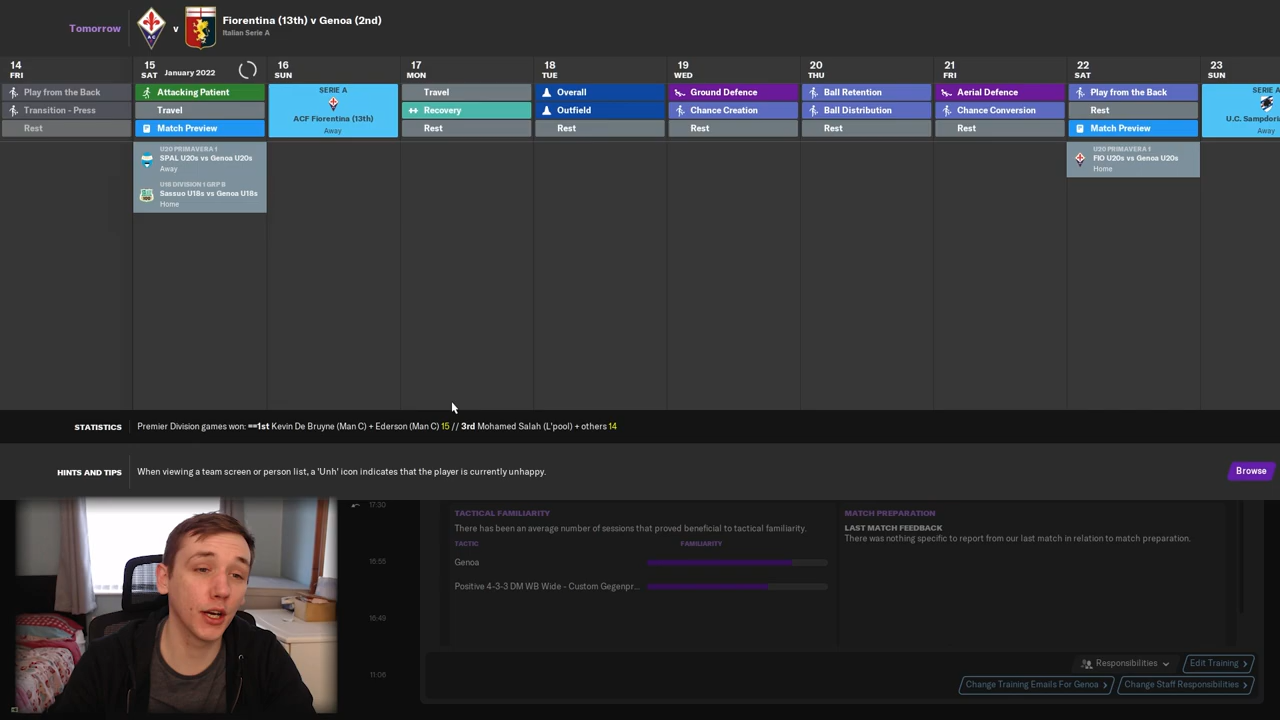 Tomorrow
v
Fiorentina (13th) v Genoa (2nd)
Italian Serie A
14
FRI
15
SAT January 2022
16
SUN
17
MON
18
TUE
19
WED
20
THU
21
FRI
22
SAT
23
SUN
Play from the Back
Transition - Press
Rest
Attacking Patient
Travel
Match Preview
SERIE A
ACF Fiorentina (13th)
Away
Travel
Recovery
Rest
Overall
Outfield
Rest
Ground Defence
Chance Creation
Rest
Ball Retention
Ball Distribution
Rest
Aerial Defence
Chance Conversion
Rest
Play from the Back
Rest
Match Preview
SERIE A
U.C. Sampdori
Away
U20 PRIMAVERA 1
SPAL U20s vs Genoa U20s
Away
U18 DIVISION 1 GRP B
Sassuo U18s vs Genoa U18s
Home
U20 PRIMAVERA 1
FIO U20s vs Genoa U20s
Home
STATISTICS
Premier Division games won: ==1st Kevin De Bruyne (Man C) + Ederson (Man C) 15 // 3rd Mohamed Salah (L'pool) + others 14
HINTS AND TIPS
When viewing a team screen or person list, a 'Unh' icon indicates that the player is currently unhappy.
Browse
17:30
16:55
16:49
11:06
TACTICAL FAMILIARITY
There has been an average number of sessions that proved beneficial to tactical familiarity.
TACTIC FAMILIARITY
Genoa
Positive 4-3-3 DM WB Wide - Custom Gegenpr...
MATCH PREPARATION
LAST MATCH FEEDBACK
There was nothing specific to report from our last match in relation to match preparation.
Responsibilities
Edit Training >
Change Training Emails For Genoa >
Change Staff Responsibilities >